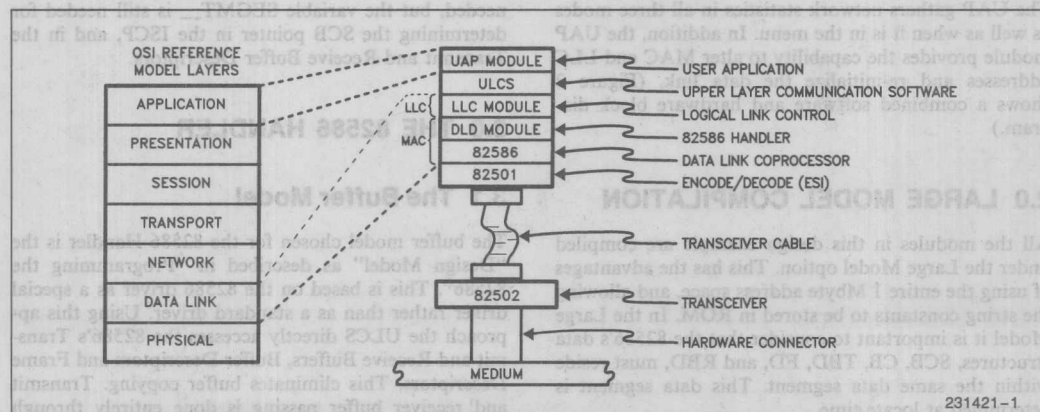 OSI REFERENCE
MODEL LAYERS
APPLICATION
PRESENTATION
SESSION
TRANSPORT
NETWORK
DATA LINK
PHYSICAL
LLC
MAC
UAP MODULE
ULCS
LLC MODULE
DLD MODULE
82586
82501
82502
MEDIUM
USER APPLICATION
UPPER LAYER COMMUNICATION SOFTWARE
LOGICAL LINK CONTROL
82586 HANDLER
DATA LINK COPROCESSOR
ENCODE/DECODE (ESI)
TRANSCEIVER CABLE
TRANSCEIVER
HARDWARE CONNECTOR
231421-1